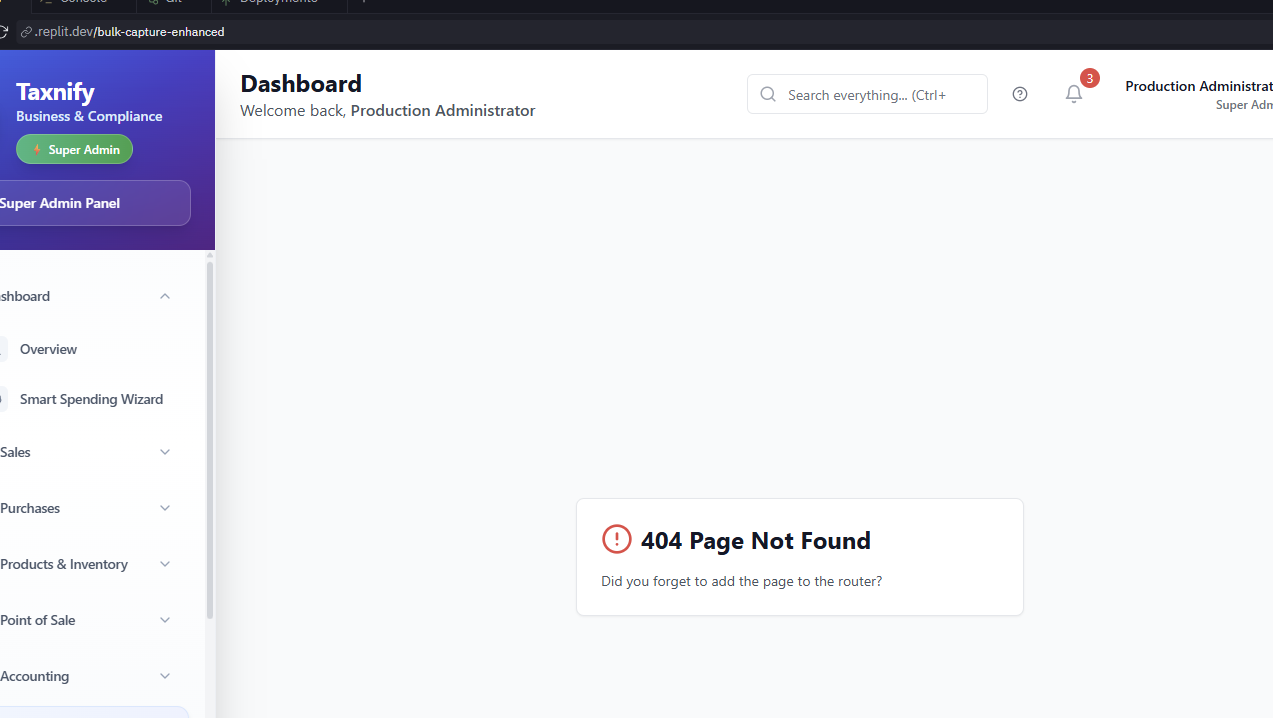 Console
Git
Deployments
.replit.dev/bulk-capture-enhanced
Taxnify
Business & Compliance
Super Admin
Super Admin Panel
shboard
Overview
Smart Spending Wizard
Sales
Purchases
Products & Inventory
Point of Sale
Accounting
Dashboard
Welcome back, Production Administrator
Search everything... (Ctrl+
3
Production Administrat
Super Adm
404 Page Not Found
Did you forget to add the page to the router?